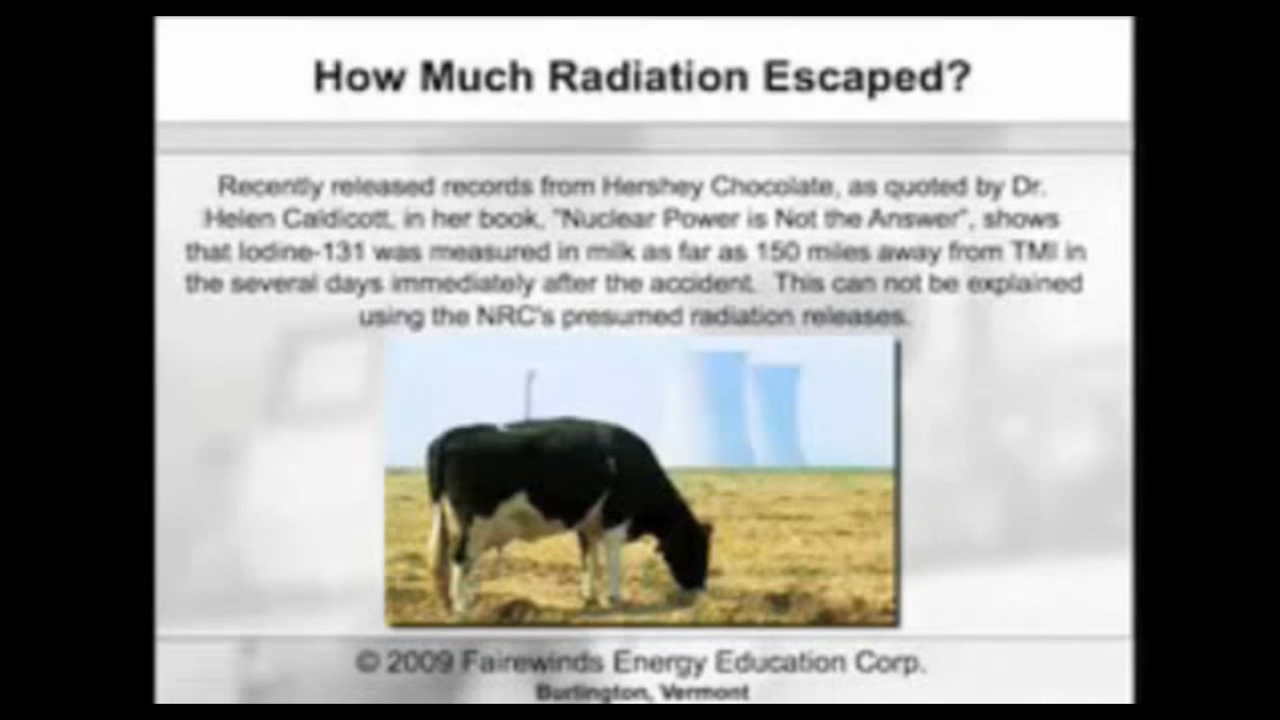 How Much Radiation Escaped?
Recently released records from Hershey Chocolate, as quoted by Dr.
Helen Caldicott, in her book, "Nuclear Power is Not the Answer", shows
that Iodine-131 was measured in milk as far as 150 miles away from TMI in
the several days immediately after the accident. This can not be explained
using the NRC's presumed radiation releases.
© 2009 Fairewinds Energy Education Corp.
Burlington, Vermont